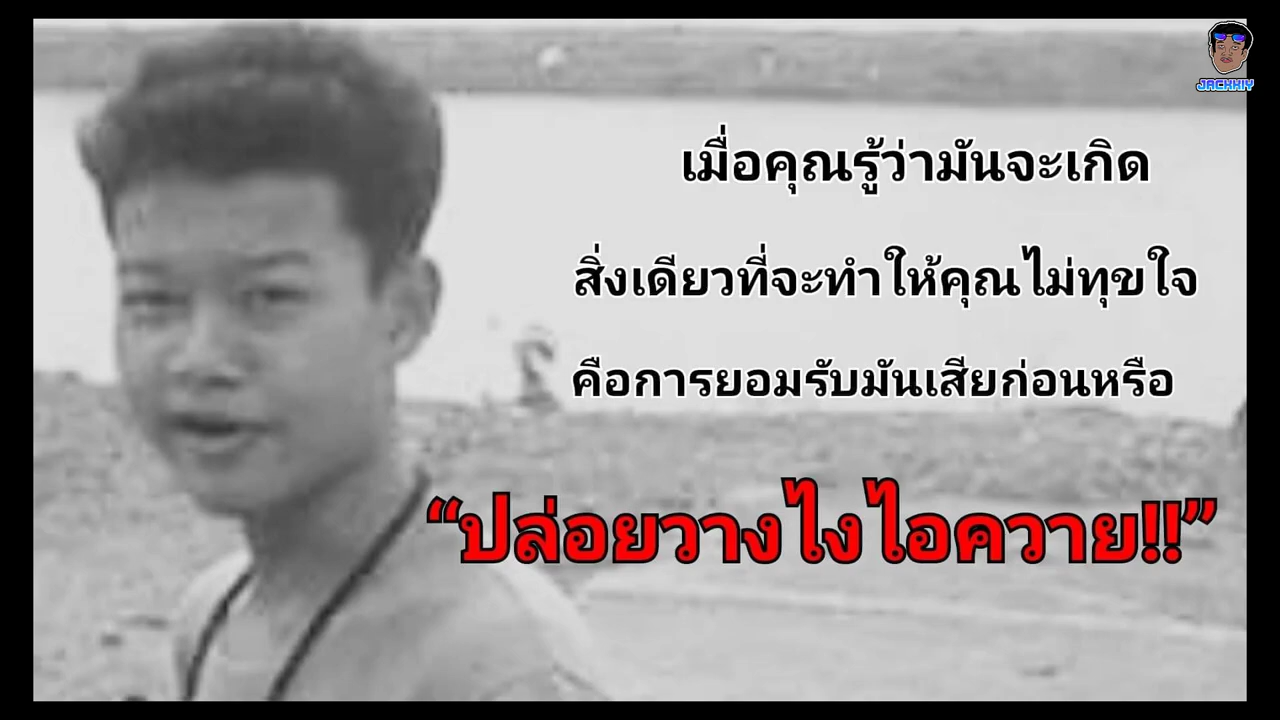 JACKKIY
เมื่อคุณรู้ว่ามันจะเกิด
สิ่งเดียวที่จะทำให้คุณไม่ทุขใจ
คือการยอมรับมันเสียก่อนหรือ
“ปล่อยวางไงไอควาย!!”